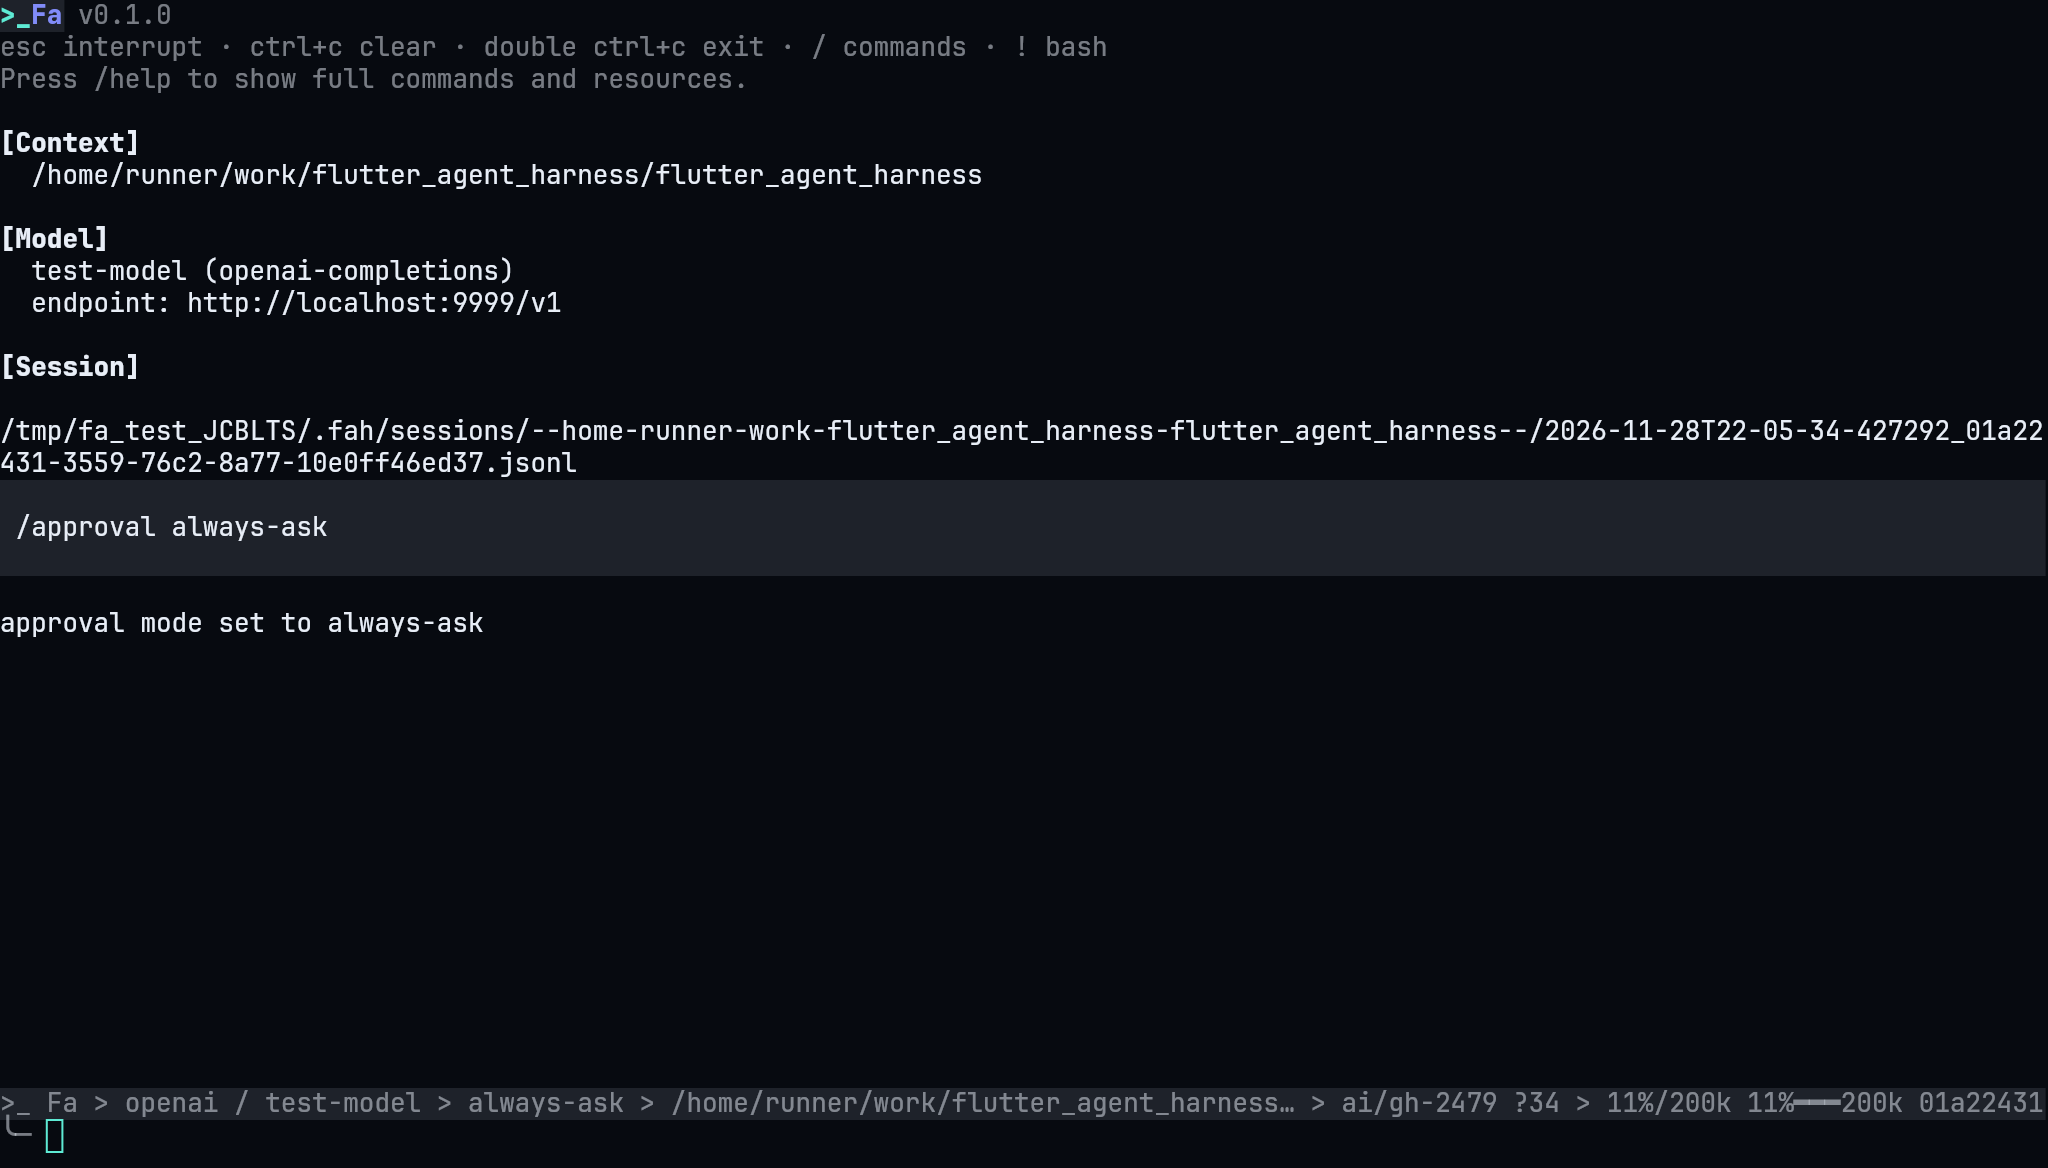 >_Fa v0.1.0
esc interrupt · ctrl+c clear · double ctrl+c exit · / commands · ! bash
Press /help to show full commands and resources.
[Context]
/home/runner/work/flutter_agent_harness/flutter_agent_harness
[Model]
test-model (openai-completions)
endpoint: http://localhost:9999/v1
[Session]
/tmp/fa_test_JCBLTS/.fah/sessions/--home-runner-work-flutter_agent_harness-flutter_agent_harness--/2026-11-28T22-05-34-427292_01a22
431-3559-76c2-8a77-10e0ff46ed37.jsonl
/approval always-ask
approval mode set to always-ask
>_ Fa > openai / test-model > always-ask > /home/runner/work/flutter_agent_harness… > ai/gh-2479 ?34 > 11%/200k 11%━━━200k 01a22431